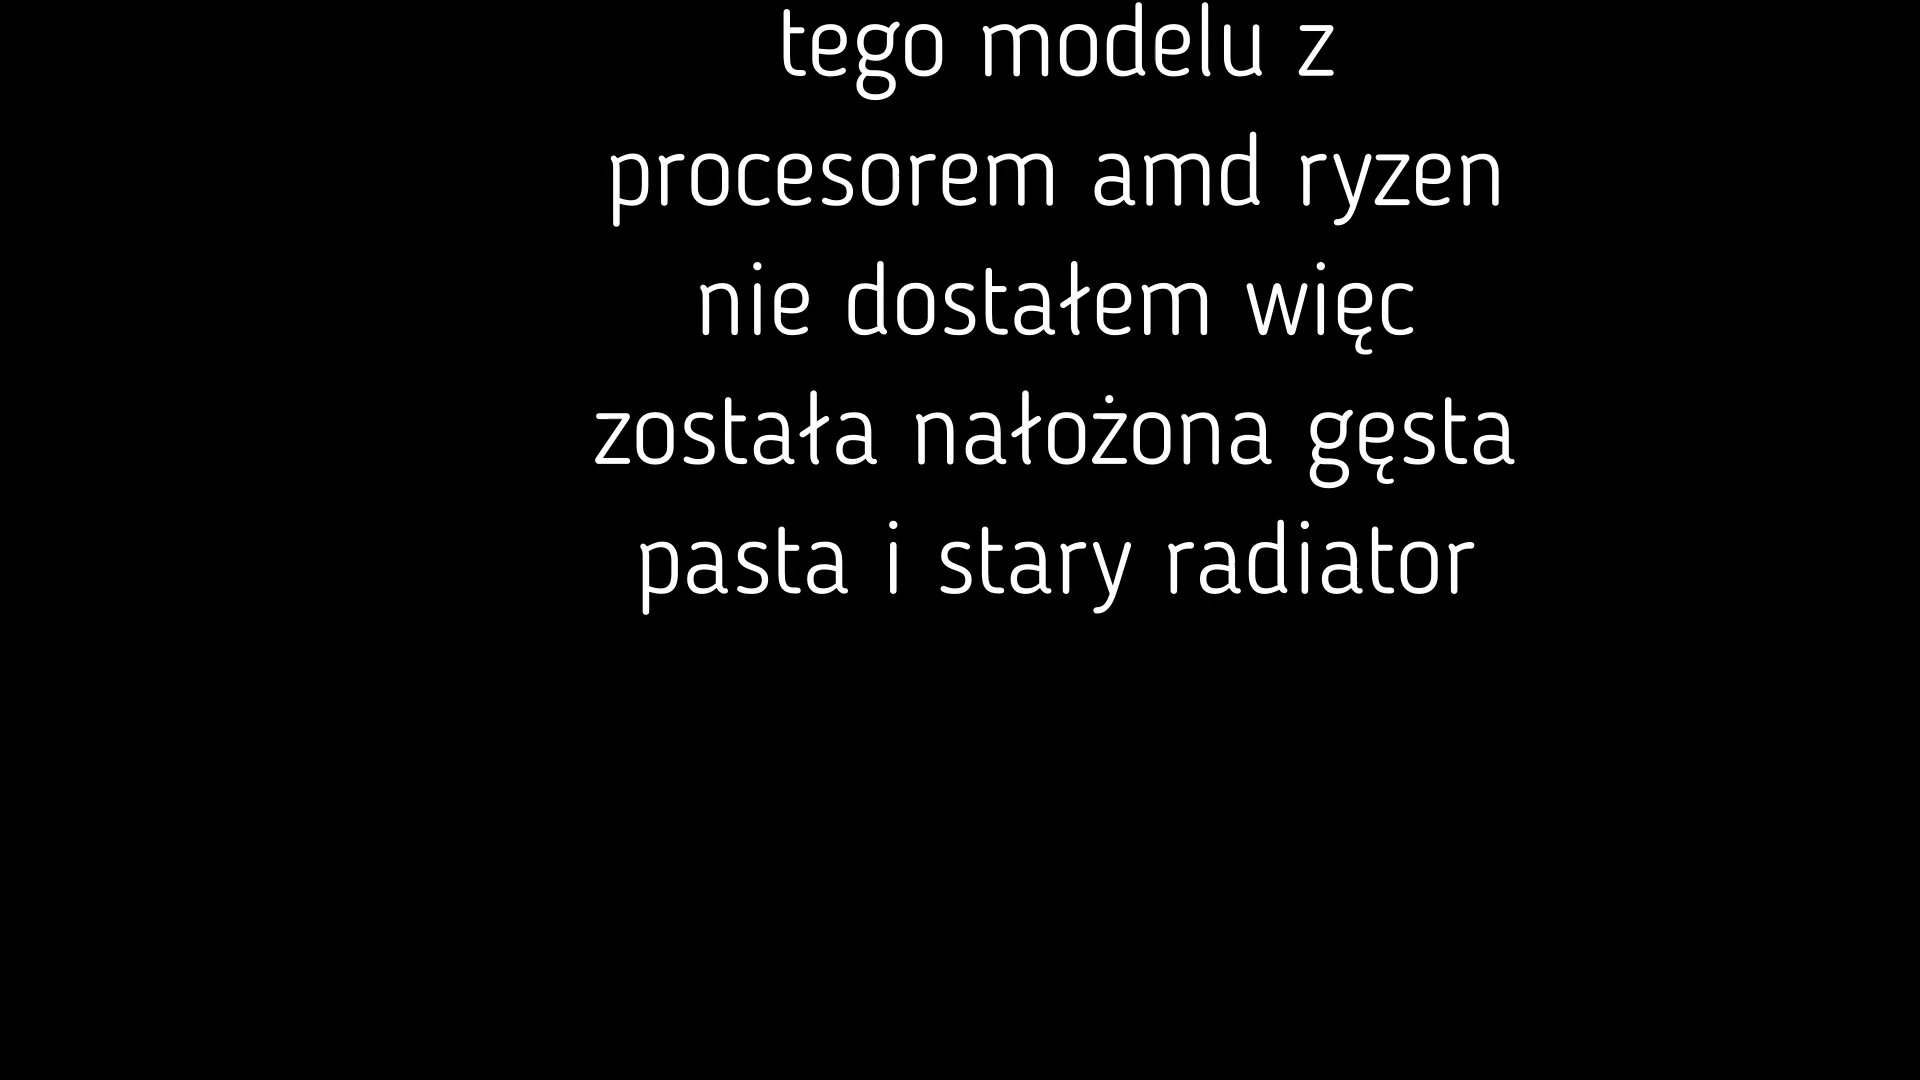 tego modelu z
procesorem amd ryzen
nie dostałem więc
została nałożona gęsta
pasta i stary radiator